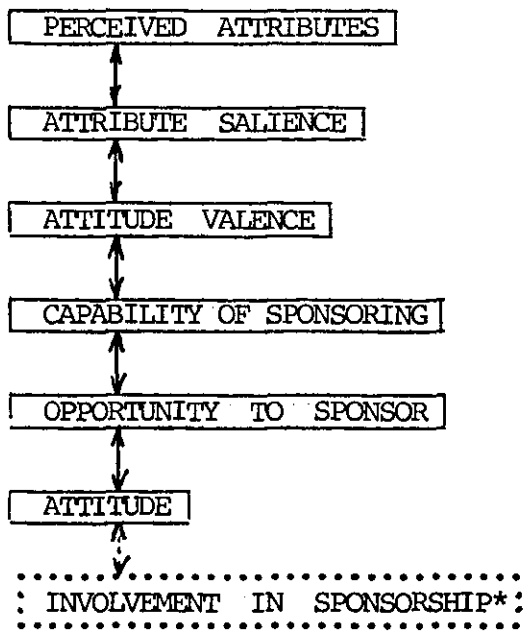 PERCEIVED ATTRIBUTES
ATTRIBUTE SALIENCE
ATTITUDE VALENCE
CAPABILITY OF SPONSORING
OPPORTUNITY TO SPONSOR
ATTITUDE
INVOLVEMENT IN SPONSORSHIP*